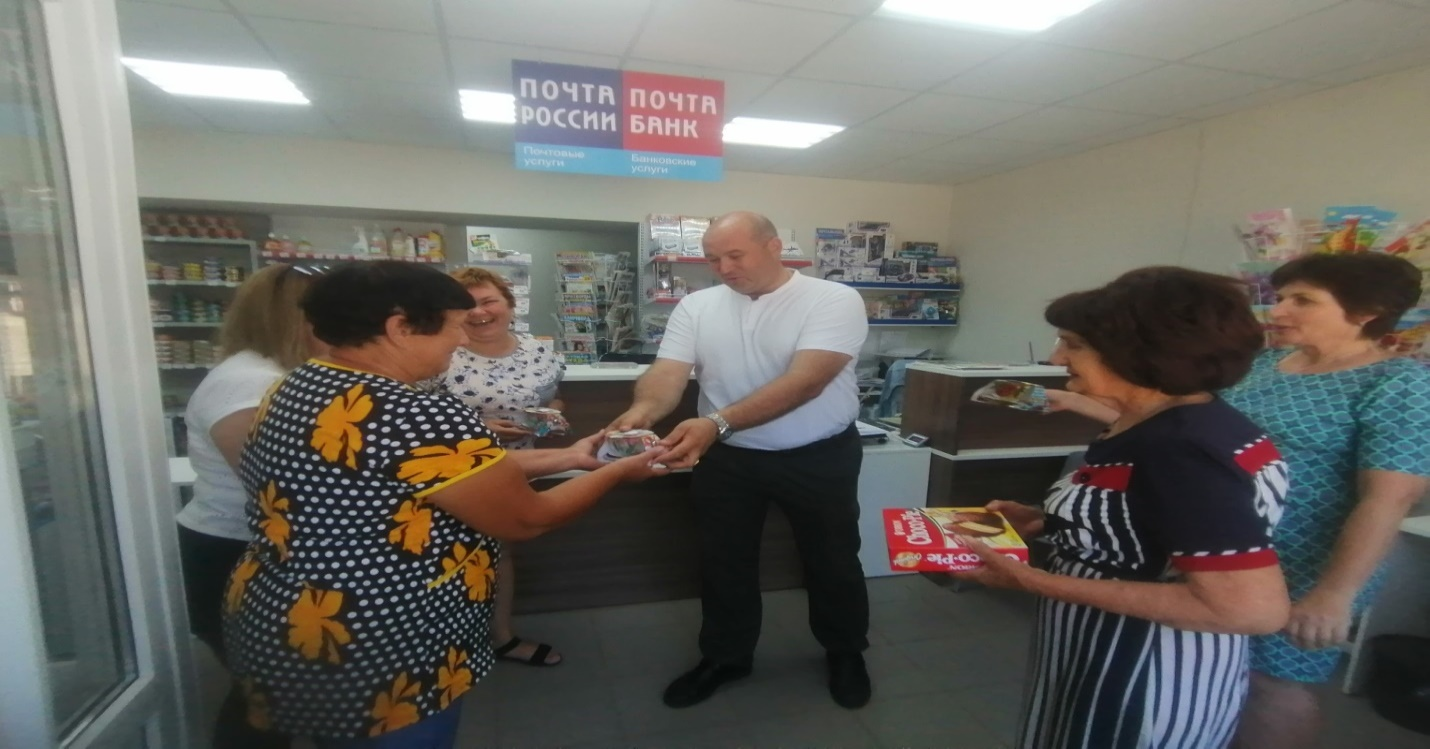 ПОЧТА
РОССИИ
Почтовые
услуги
ПОЧТА
БАНК
Банковские
услуги
Choco-Pie